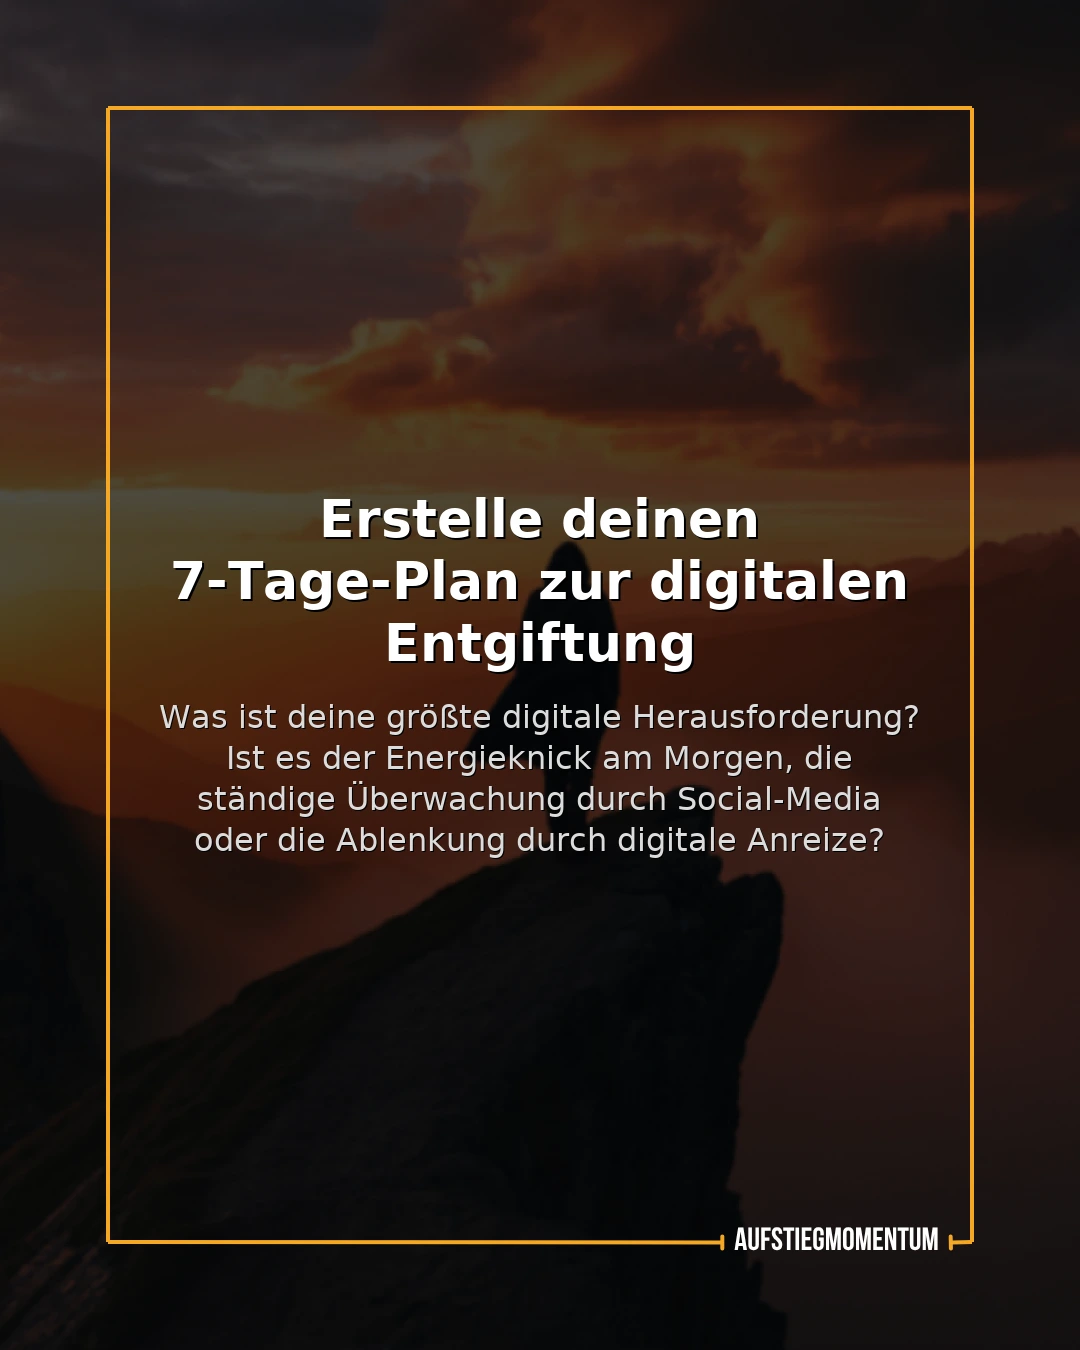 Erstelle deinen
7-Tage-Plan zur digitalen
Entgiftung
Was ist deine größte digitale Herausforderung?
Ist es der Energieknick am Morgen, die
ständige Überwachung durch Social-Media
oder die Ablenkung durch digitale Anreize?
AUFSTIEGMOMENTUM